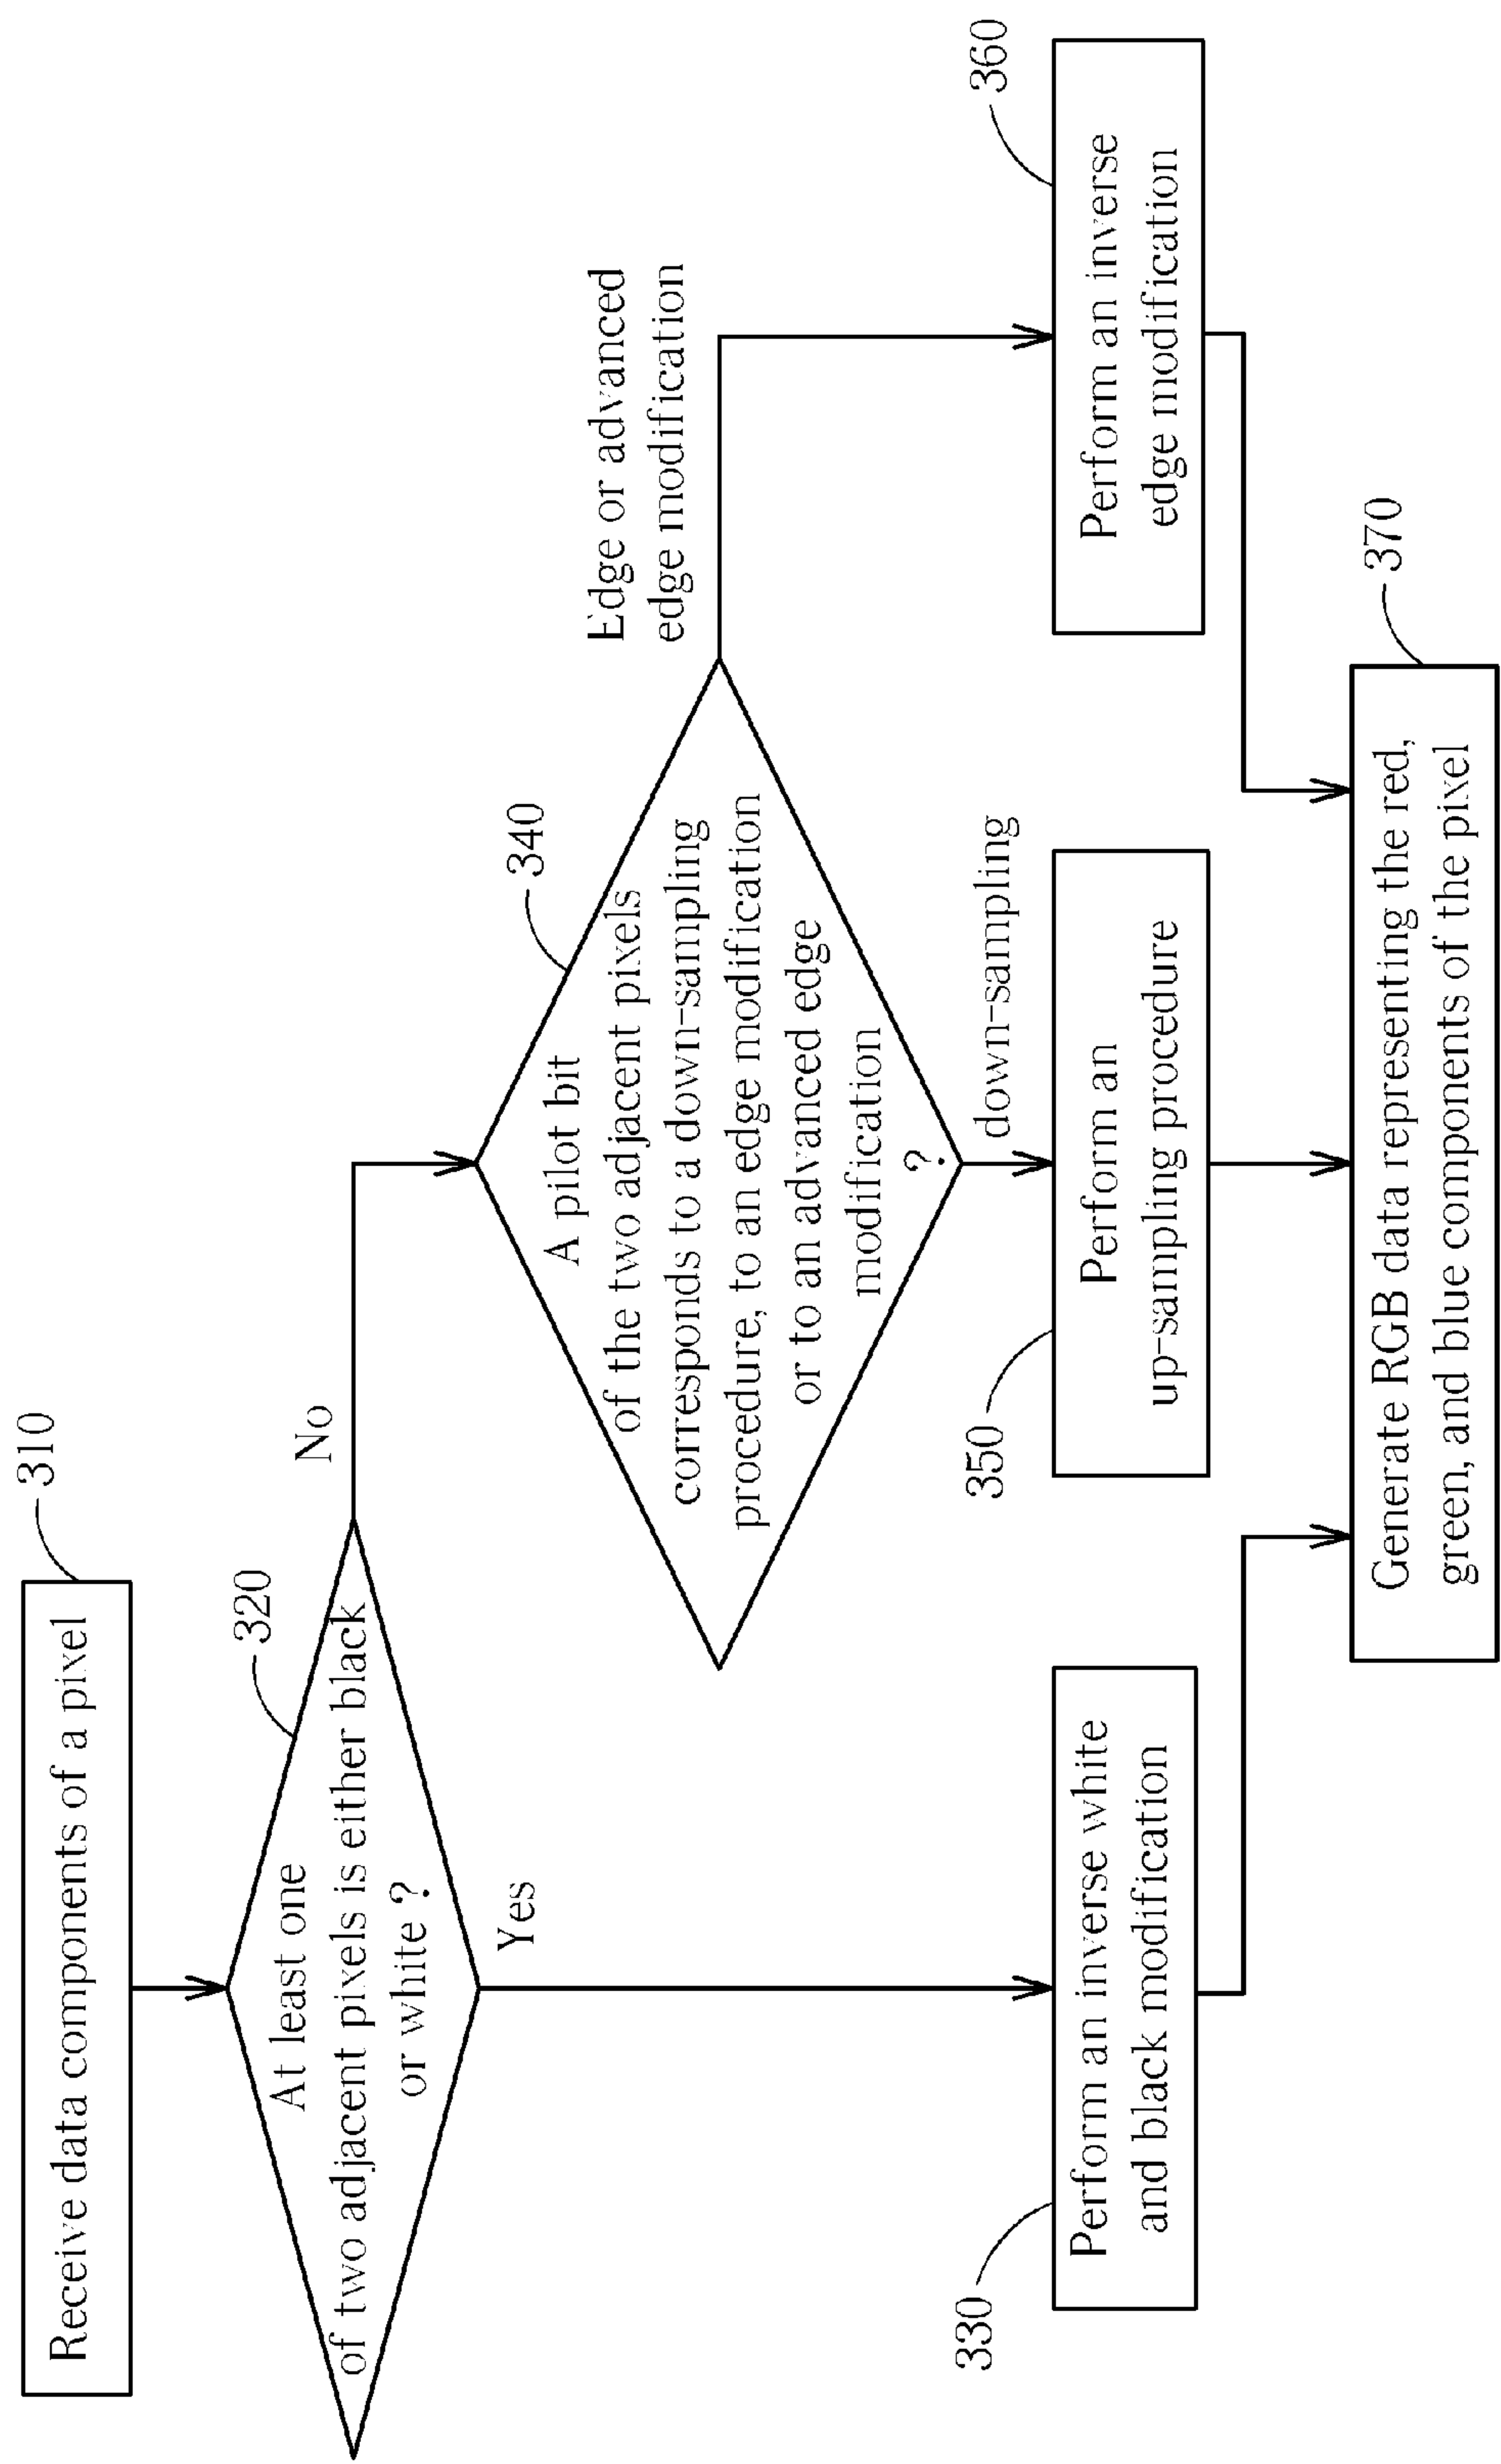 Receive data components of a pixel
310
At least one
of two adjacent pixels is either black
or white ?
320
No
Yes
A pilot bit
of the two adjacent pixels
corresponds to a down-sampling
procedure, to an edge modification
or to an advanced edge
modification
?
340
Edge or advanced
edge modification
down-sampling
330
Perform an inverse white
and black modification
350
Perform an
up-sampling procedure
360
Perform an inverse
edge modification
370
Generate RGB data representing the red,
green, and blue components of the pixel